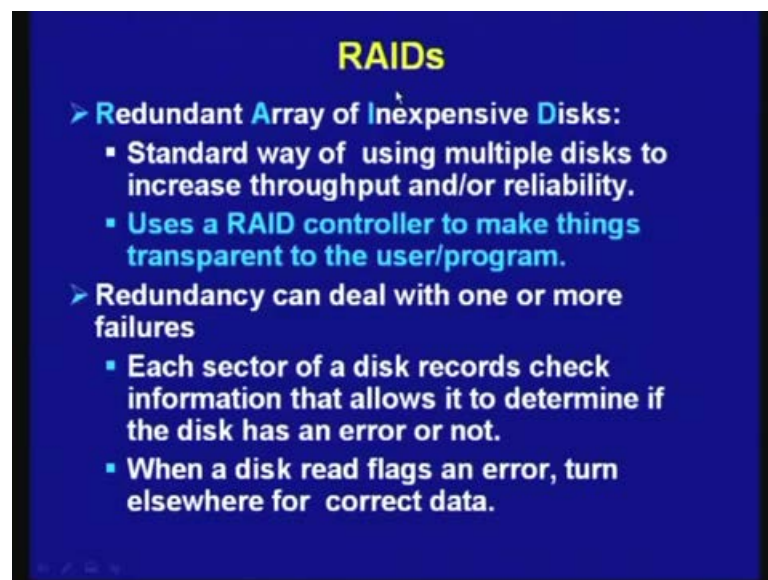 RAIDs
➢ Redundant Array of Inexpensive Disks:
▪ Standard way of using multiple disks to
increase throughput and/or reliability.
▪ Uses a RAID controller to make things
transparent to the user/program.
➢ Redundancy can deal with one or more
failures
▪ Each sector of a disk records check
information that allows it to determine if
the disk has an error or not.
▪ When a disk read flags an error, turn
elsewhere for correct data.